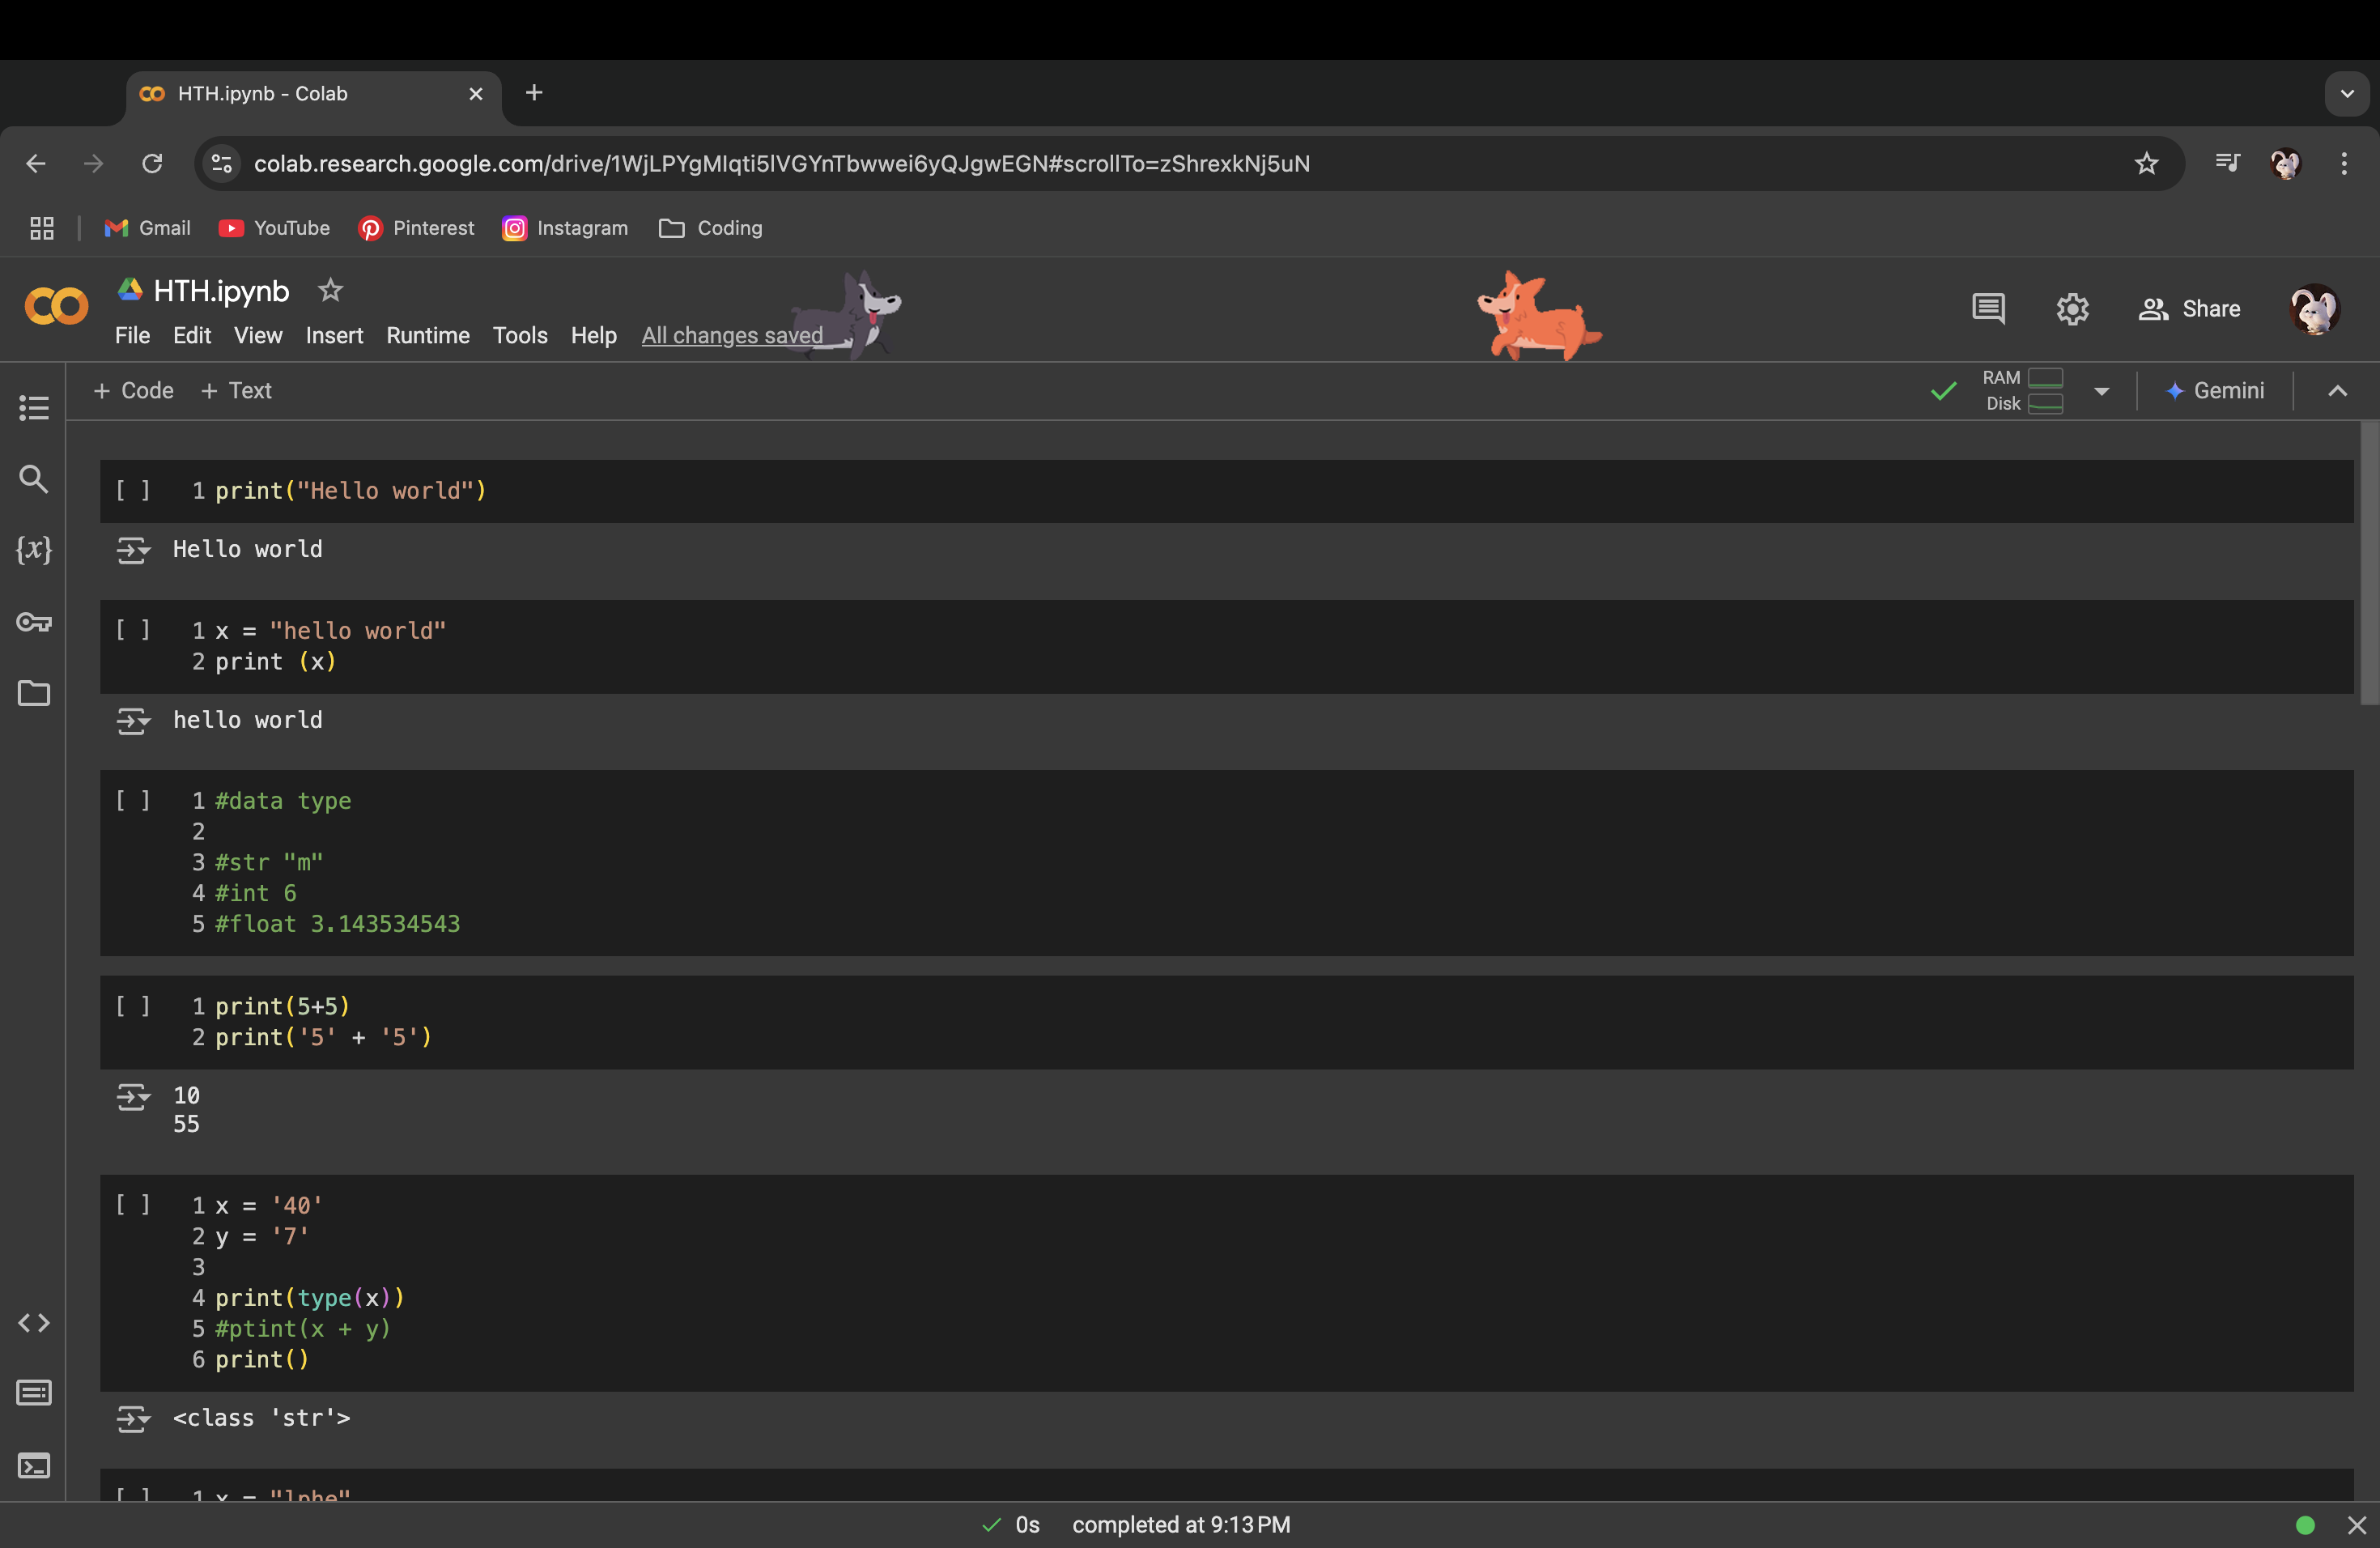 HTH.ipynb - Colab
colab.research.google.com/drive/1WjLPYgMIqti5lVGYnTbwwei6yQJgwEGN#scrollTo=zShrexkNj5uN
Gmail YouTube Pinterest Instagram Coding
HTH.ipynb
File Edit View Insert Runtime Tools Help All changes saved
Share
+ Code + Text
RAM
Disk
Gemini
[ ] 1 print("Hello world")
Hello world
[ ] 1 x = "hello world"
2 print (x)
hello world
[ ] 1 #data type
2
3 #str "m"
4 #int 6
5 #float 3.143534543
[ ] 1 print(5+5)
2 print('5' + '5')
10
55
[ ] 1 x = '40'
2 y = '7'
3
4 print(type(x))
5 #ptint(x + y)
6 print()
<class 'str'>
[ ] 1 x = "lphe"
0s completed at 9:13 PM